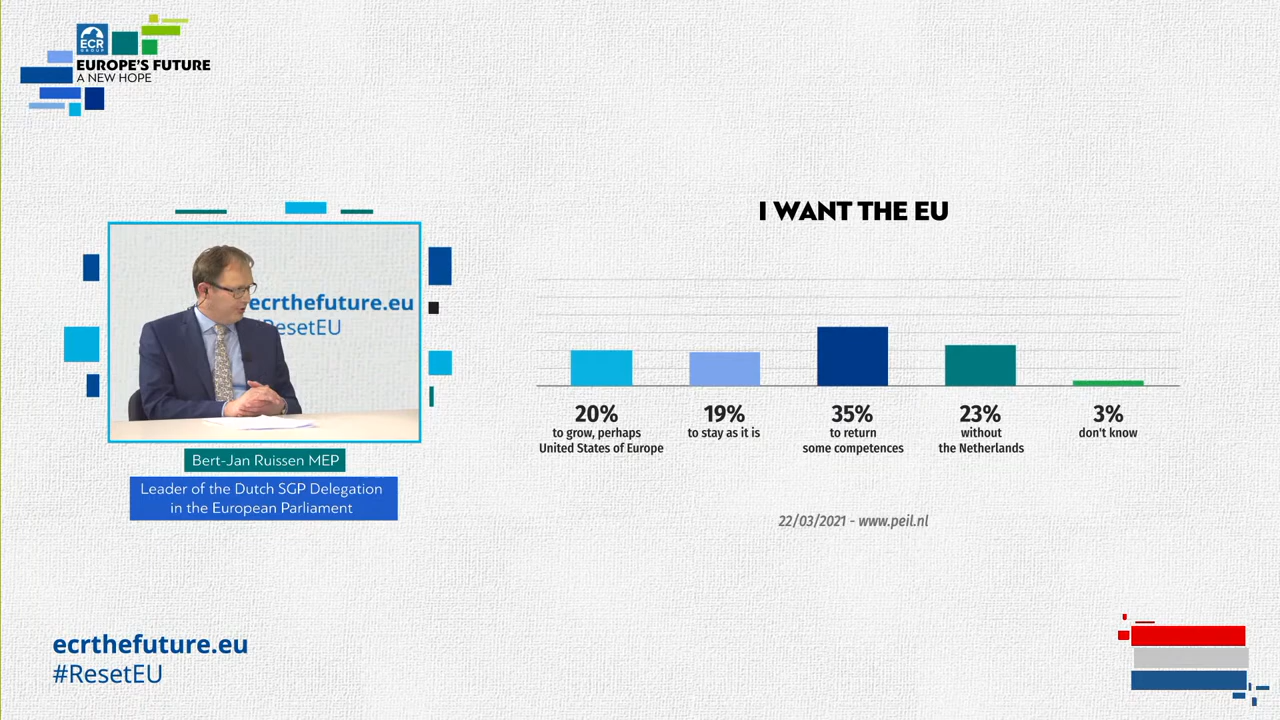 ECR
GROUP
EUROPE'S FUTURE
A NEW HOPE
I WANT THE EU
ecrthefuture.eu
ResetEU
20%
to grow, perhaps
United States of Europe
19%
to stay as it is
35%
to return
some competences
23%
without
the Netherlands
3%
don't know
Bert-Jan Ruissen MEP
Leader of the Dutch SGP Delegation
in the European Parliament
22/03/2021 - www.peil.nl
ecrthefuture.eu
#ResetEU